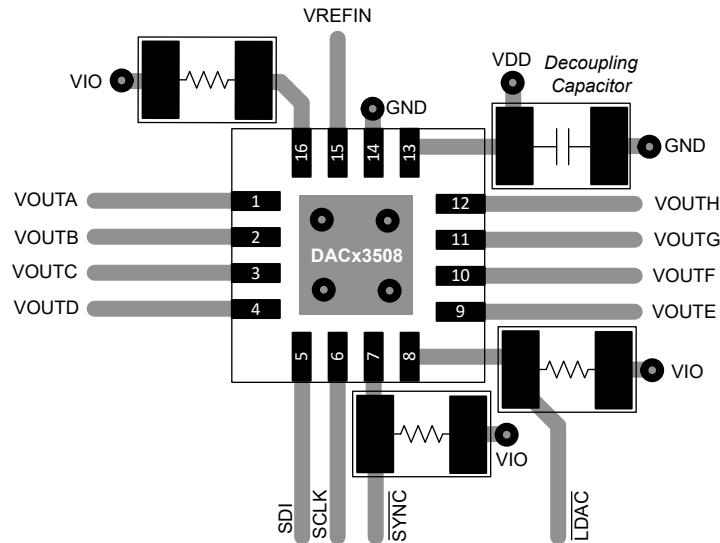 VREFIN
VDD
Decoupling
Capacitor
VIO
GND
GND
16
15
14
13
VOUTA
1
12
VOUTH
VOUTB
2
11
VOUTG
DACx3508
VOUTC
3
10
VOUTF
VOUTD
4
9
VOUTE
5
6
7
8
VIO
VIO
SDI
SCLK
SYNC
LDAC